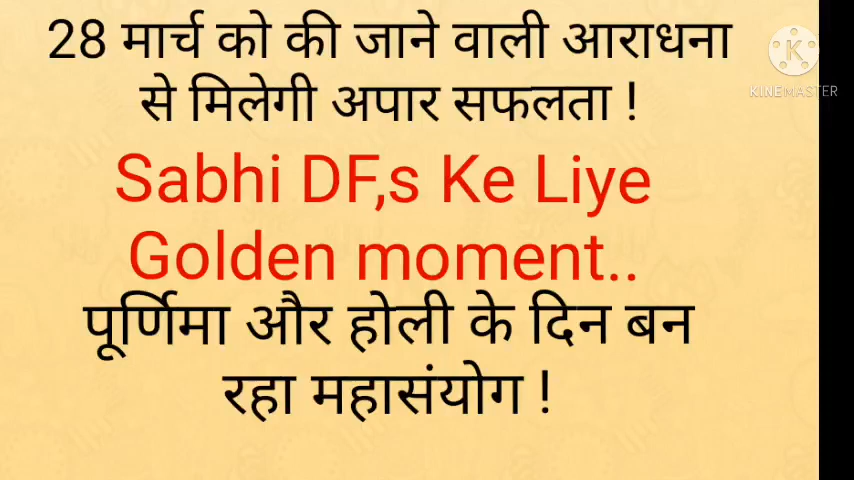 28 मार्च को की जाने वाली आराधना
से मिलेगी अपार सफलता !
Sabhi DF,s Ke Liye
Golden moment..
पूर्णिमा और होली के दिन बन
रहा महासंयोग !
K
KINEMASTER